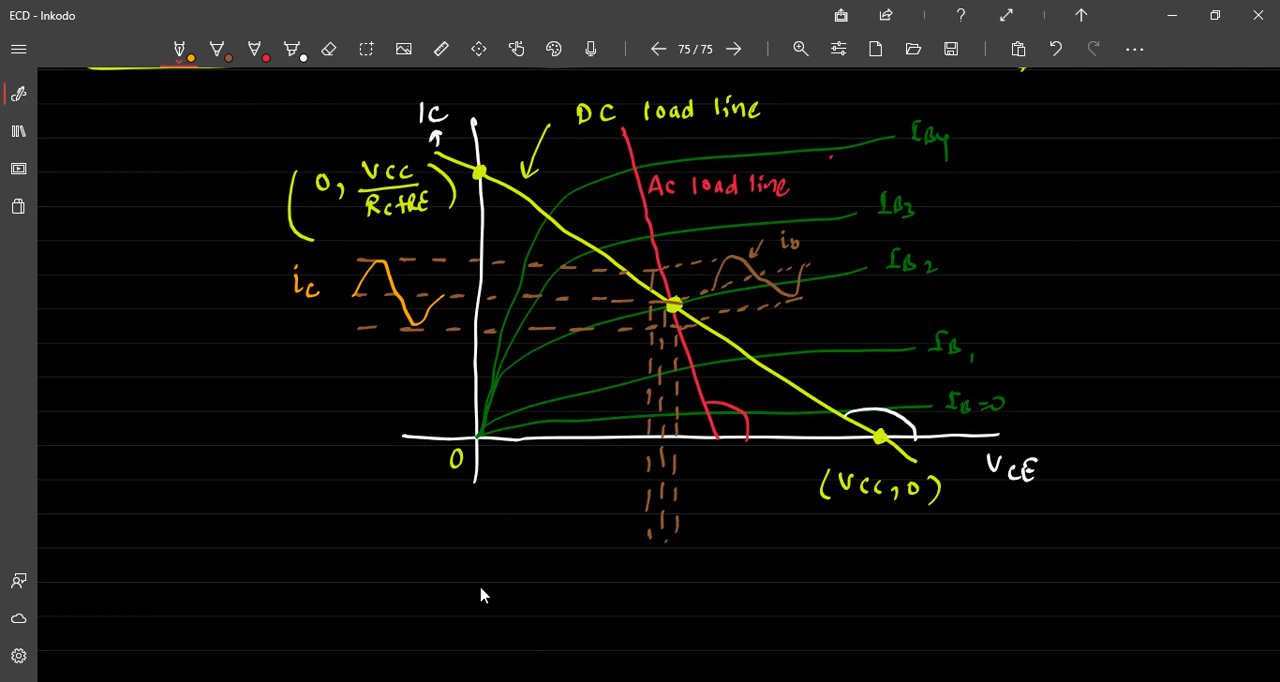 ECD - Inkodo
75 / 75
IC
DC load line
IB4
(0, VCC/RC+RE)
AC load line
IB3
ib
IB2
ic
IB1
IB=0
0
VCE
(VCC, 0)